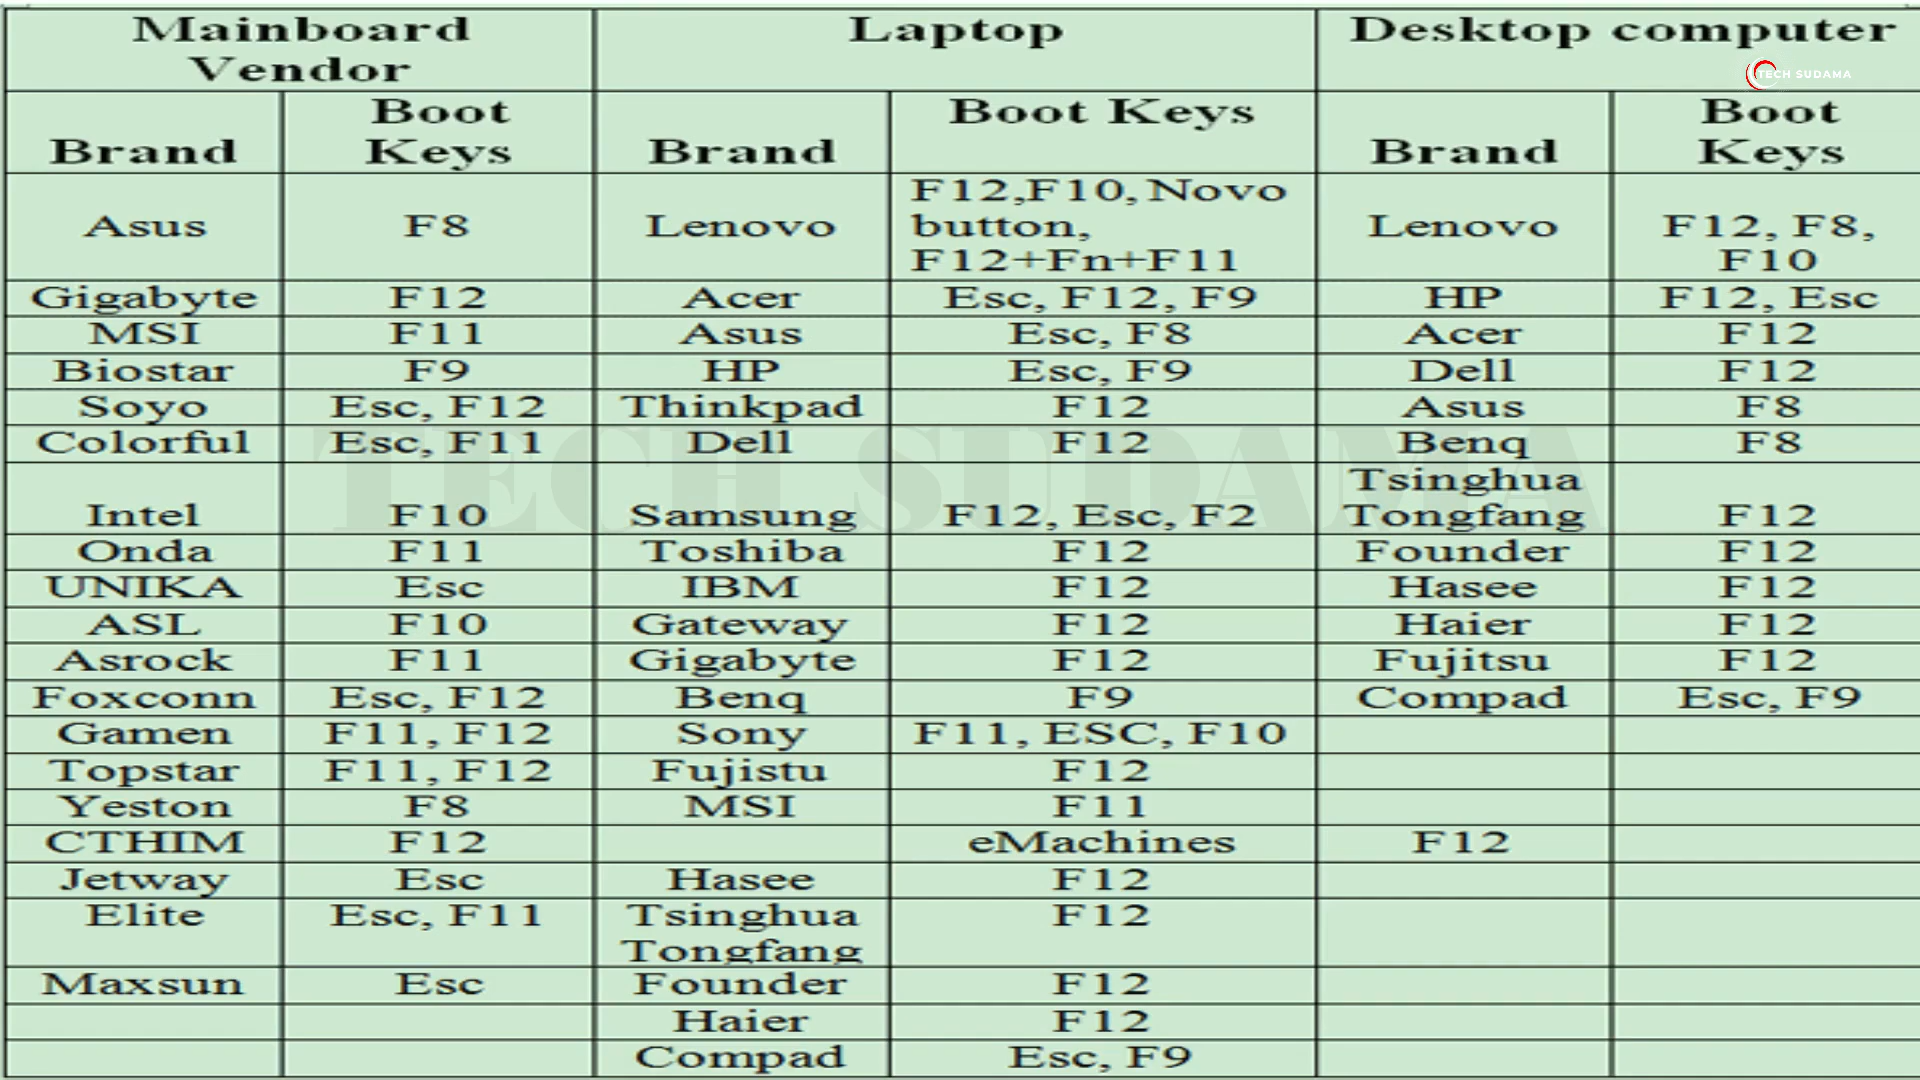 Mainboard Vendor Laptop Desktop computer
TECH SUDAMA
Brand Boot Keys Brand Boot Keys Brand Boot Keys
Asus F8 Lenovo F12,F10, Novo button, F12+Fn+F11 Lenovo F12, F8, F10
Gigabyte F12 Acer Esc, F12, F9 HP F12, Esc
MSI F11 Asus Esc, F8 Acer F12
Biostar F9 HP Esc, F9 Dell F12
Soyo Esc, F12 Thinkpad F12 Asus F8
Colorful Esc, F11 Dell F12 Benq F8
TECH SUDAMA
Intel F10 Samsung F12, Esc, F2 Tsinghua Tongfang F12
Onda F11 Toshiba F12 Founder F12
UNIKA Esc IBM F12 Hasee F12
ASL F10 Gateway F12 Haier F12
Asrock F11 Gigabyte F12 Fujitsu F12
Foxconn Esc, F12 Benq F9 Compad Esc, F9
Gamen F11, F12 Sony F11, ESC, F10
Topstar F11, F12 Fujistu F12
Yeston F8 MSI F11
CTHIM F12 eMachines F12
Jetway Esc Hasee F12
Elite Esc, F11 Tsinghua Tongfang F12
Maxsun Esc Founder F12
Haier F12
Compad Esc, F9